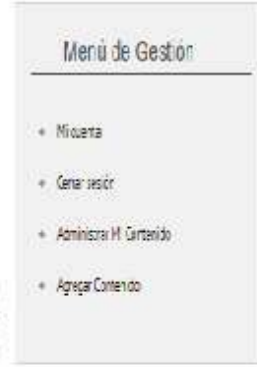 Menú de Gestión
Mi cuenta
Cerrar sesión
Administrar Mi Contenido
Agregar Contenido